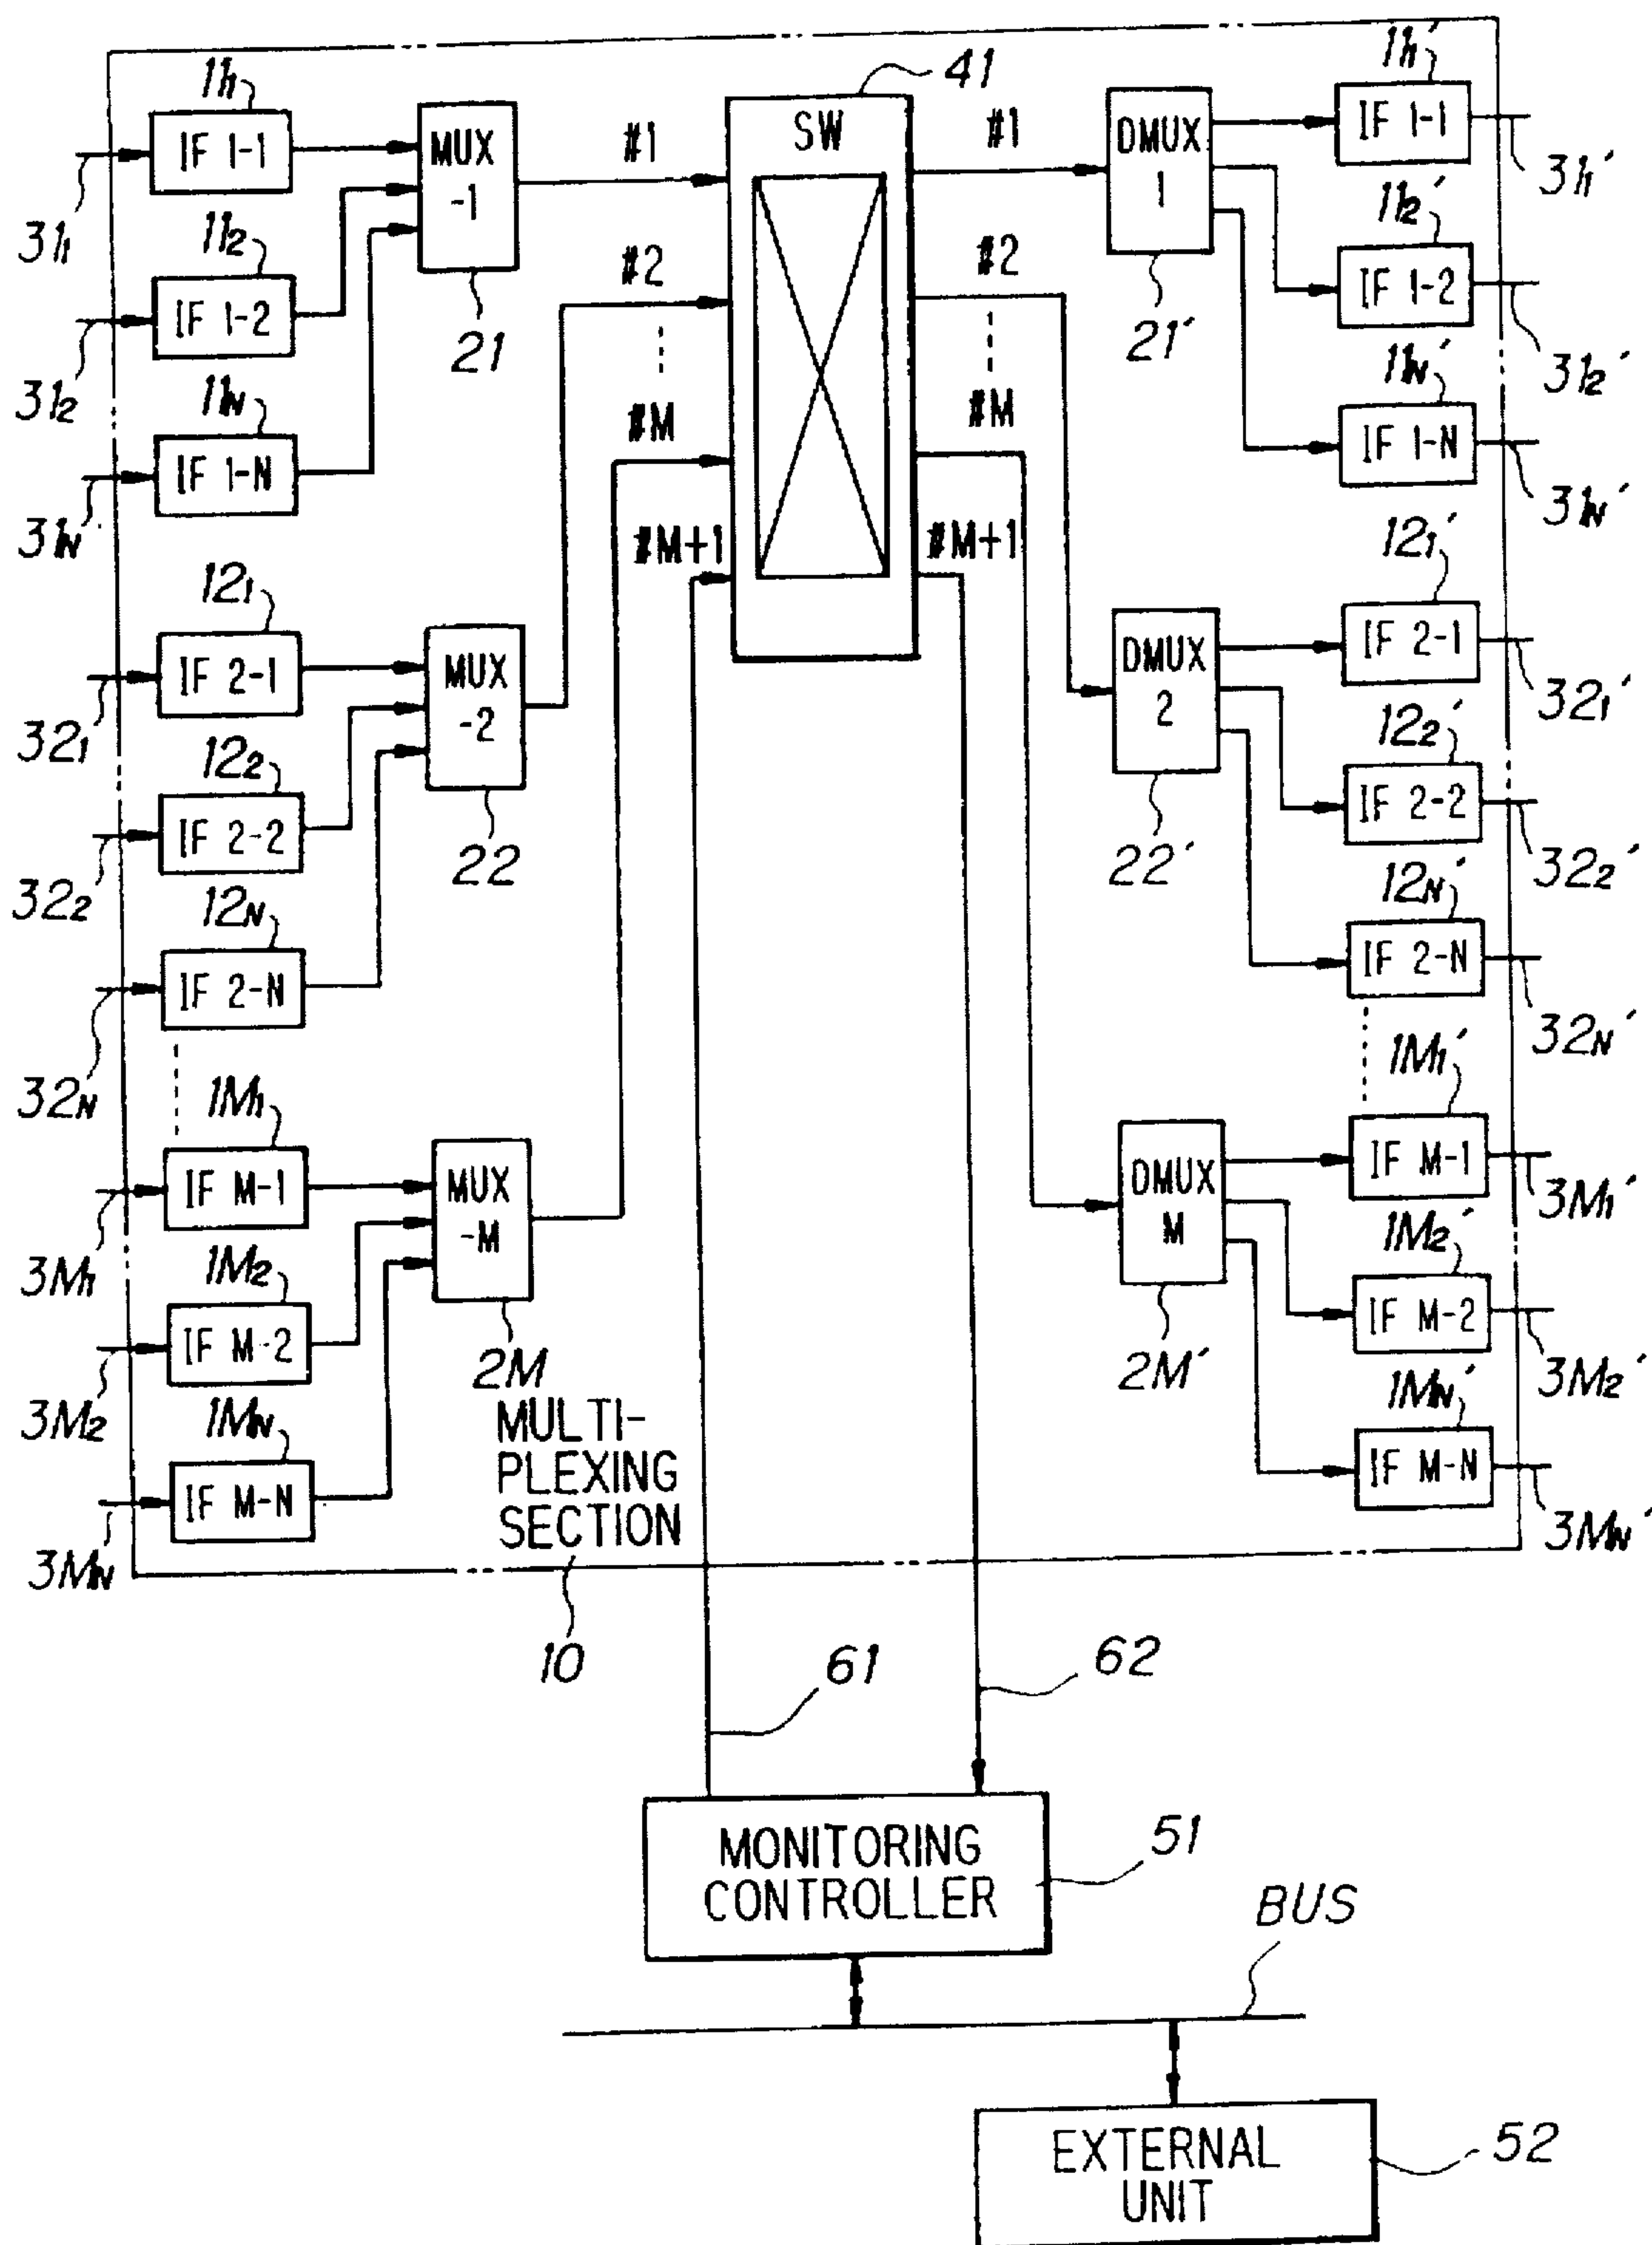 11₁
IF 1-1
31₁
11₂
IF 1-2
31₂
11N
IF 1-N
31N
MUX
-1
21
12₁
IF 2-1
32₁
12₂
IF 2-2
32₂
12N
IF 2-N
32N
MUX
-2
22
1M₁
IF M-1
3M₁
1M₂
IF M-2
3M₂
1MN
IF M-N
3MN
MUX
-M
2M
MULTI-
PLEXING
SECTION
10
#1
#2
#M
#M+1
41
SW
#1
#2
#M
#M+1
DMUX
1
21'
11₁'
IF 1-1
31₁'
11₂'
IF 1-2
31₂'
11N'
IF 1-N
31N'
DMUX
2
22'
12₁'
IF 2-1
32₁'
12₂'
IF 2-2
32₂'
12N'
IF 2-N
32N'
DMUX
M
2M'
1M₁'
IF M-1
3M₁'
1M₂'
IF M-2
3M₂'
1MN'
IF M-N
3MN'
61
62
MONITORING
CONTROLLER
51
BUS
EXTERNAL
UNIT
52